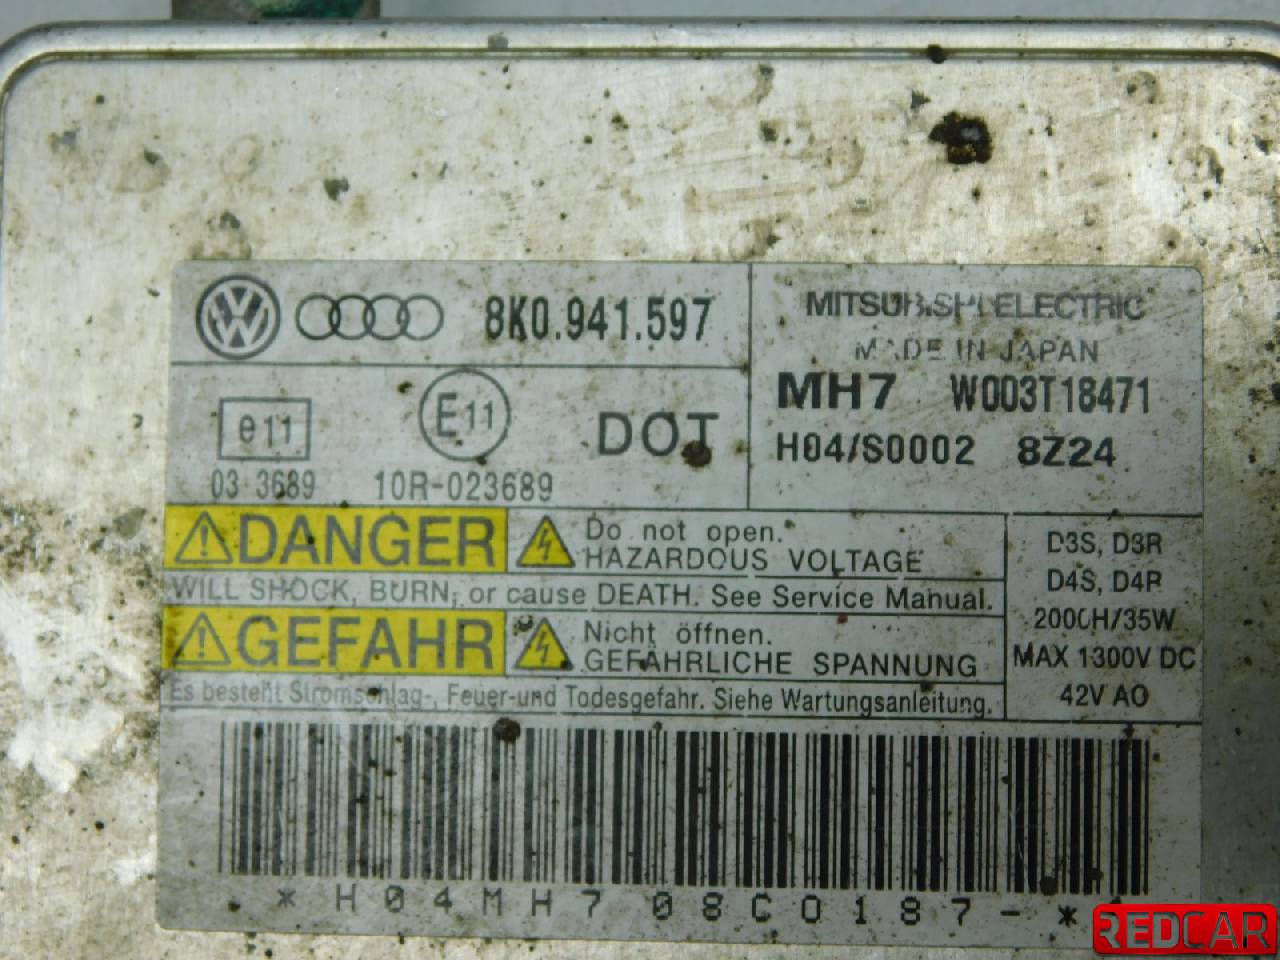 8K0.941.597
MITSUBISHI ELECTRIC
MADE IN JAPAN
MH7 W003T18471
H04/S0002 8Z24
e11
E11
DOT
03 3689 10R-023689
DANGER
Do not open.
HAZARDOUS VOLTAGE
WILL SHOCK, BURN, or cause DEATH. See Service Manual.
GEFAHR
Nicht öffnen.
GEFÄHRLICHE SPANNUNG
Es besteht Stromschlag-, Feuer-und Todesgefahr. Siehe Wartungsanleitung.
D3S, D3R
D4S, D4R
2000H/35W
MAX 1300V DC
42V AO
*H04MH7 08C0187-*
REDCAR